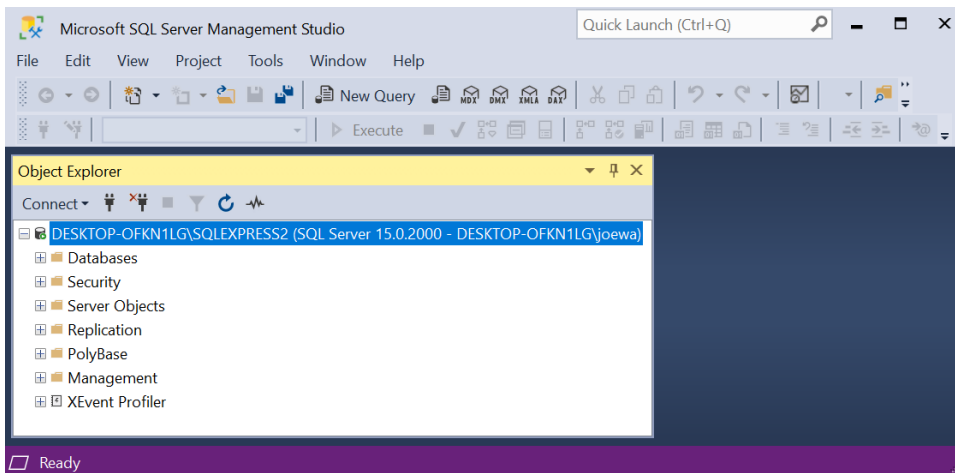 Microsoft SQL Server Management Studio
Quick Launch (Ctrl+Q)
File Edit View Project Tools Window Help
New Query MDX DMX XMLA DAX
Execute
Object Explorer
Connect
DESKTOP-OFKN1LG\SQLEXPRESS2 (SQL Server 15.0.2000 - DESKTOP-OFKN1LG\joewa)
Databases
Security
Server Objects
Replication
PolyBase
Management
XEvent Profiler
Ready